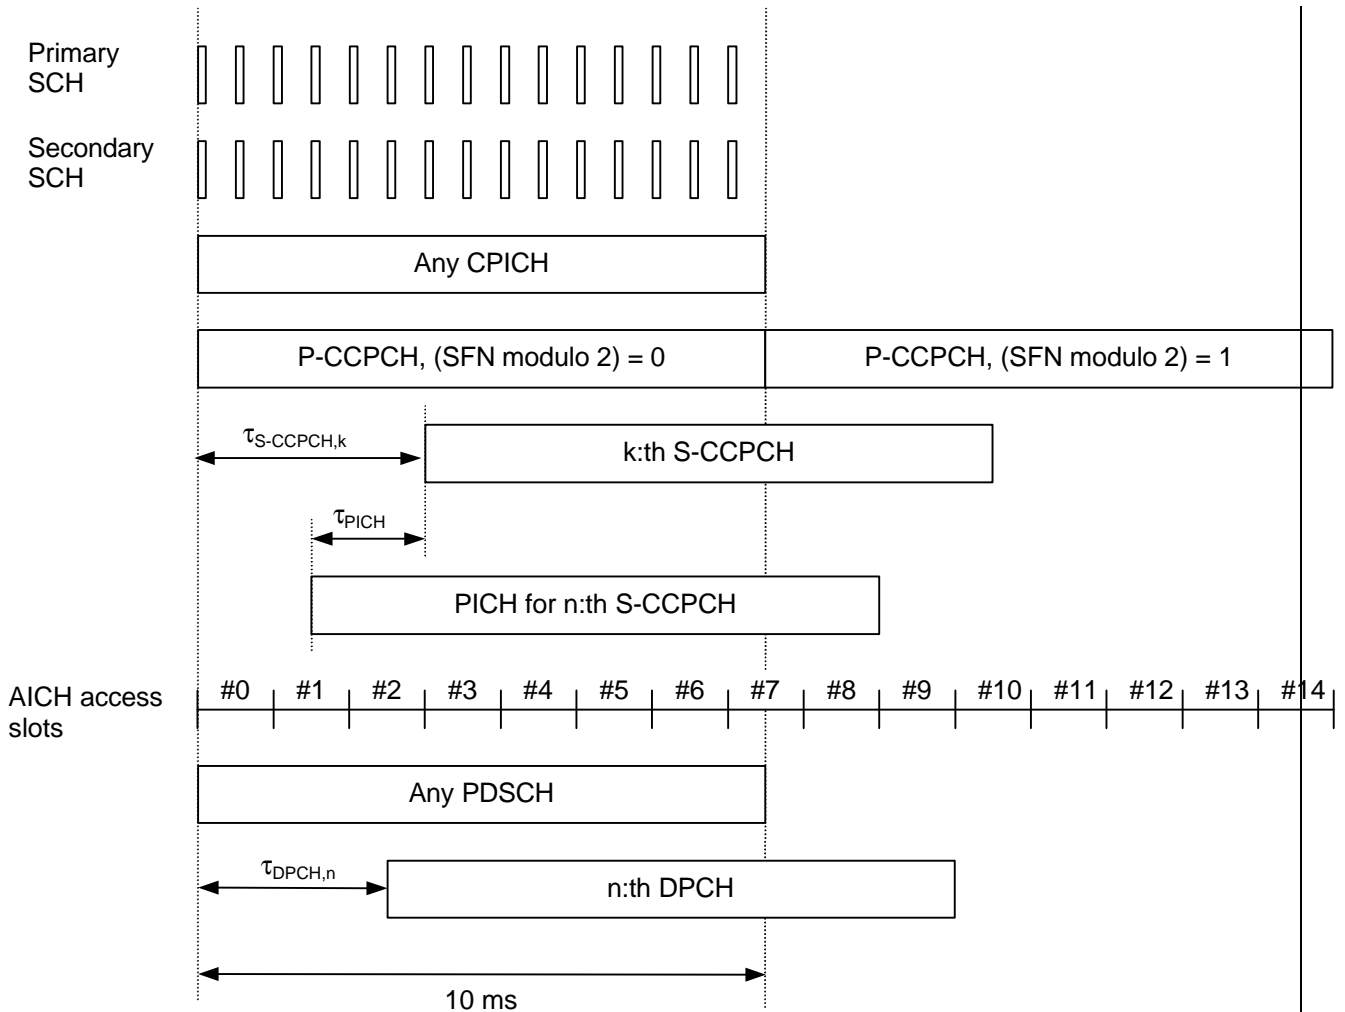 Primary
SCH
Secondary
SCH
Any CPICH
P-CCPCH, (SFN modulo 2) = 0
P-CCPCH, (SFN modulo 2) = 1
τS-CCPCH,k
k:th S-CCPCH
τPICH
PICH for n:th S-CCPCH
AICH access
slots
#0 #1 #2 #3 #4 #5 #6 #7 #8 #9 #10 #11 #12 #13 #14
Any PDSCH
τDPCH,n
n:th DPCH
10 ms